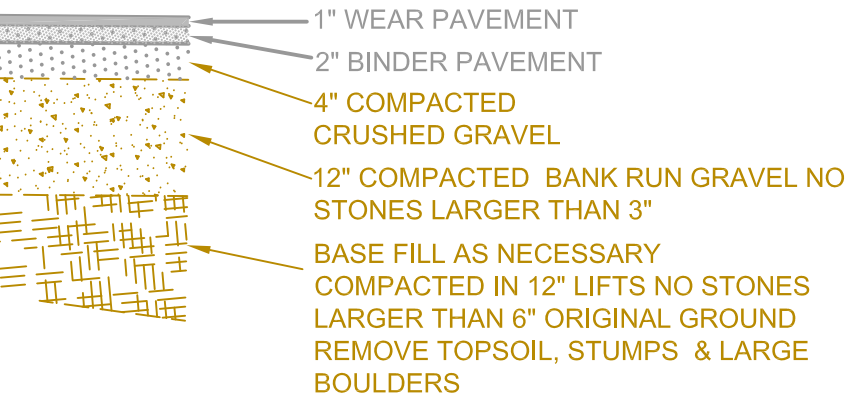 1" WEAR PAVEMENT
2" BINDER PAVEMENT
4" COMPACTED
CRUSHED GRAVEL
12" COMPACTED  BANK RUN GRAVEL NO
STONES LARGER THAN 3"
BASE FILL AS NECESSARY
COMPACTED IN 12" LIFTS NO STONES
LARGER THAN 6" ORIGINAL GROUND
REMOVE TOPSOIL, STUMPS  & LARGE
BOULDERS